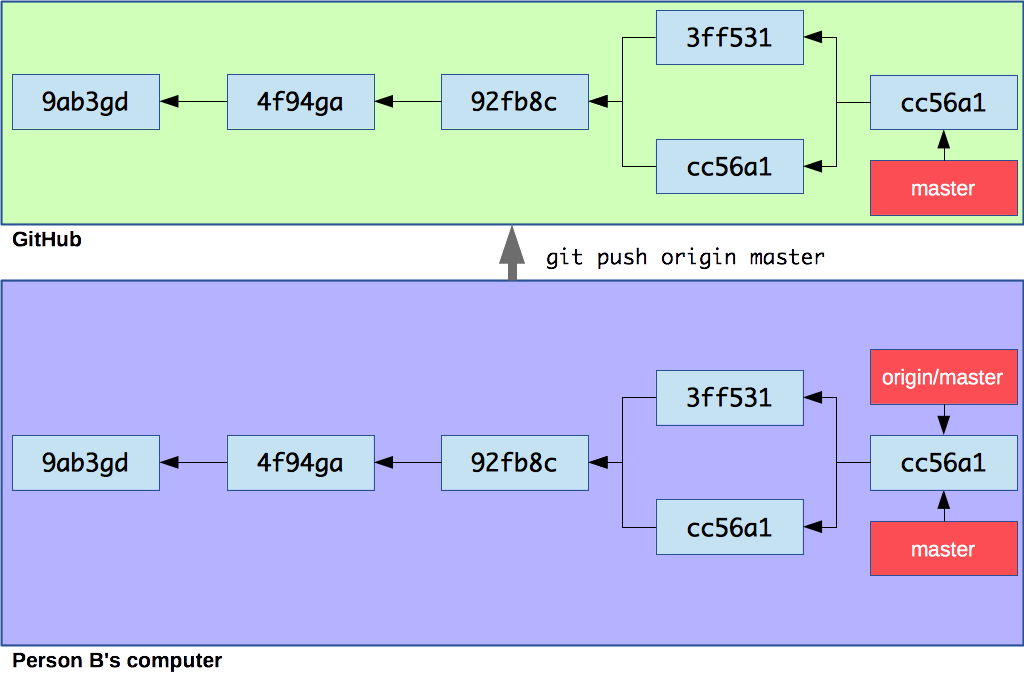 3ff531
9ab3gd 4f94ga 92fb8c cc56a1
cc56a1
master
GitHub
git push origin master
origin/master
3ff531
9ab3gd 4f94ga 92fb8c cc56a1
cc56a1
master
Person B's computer